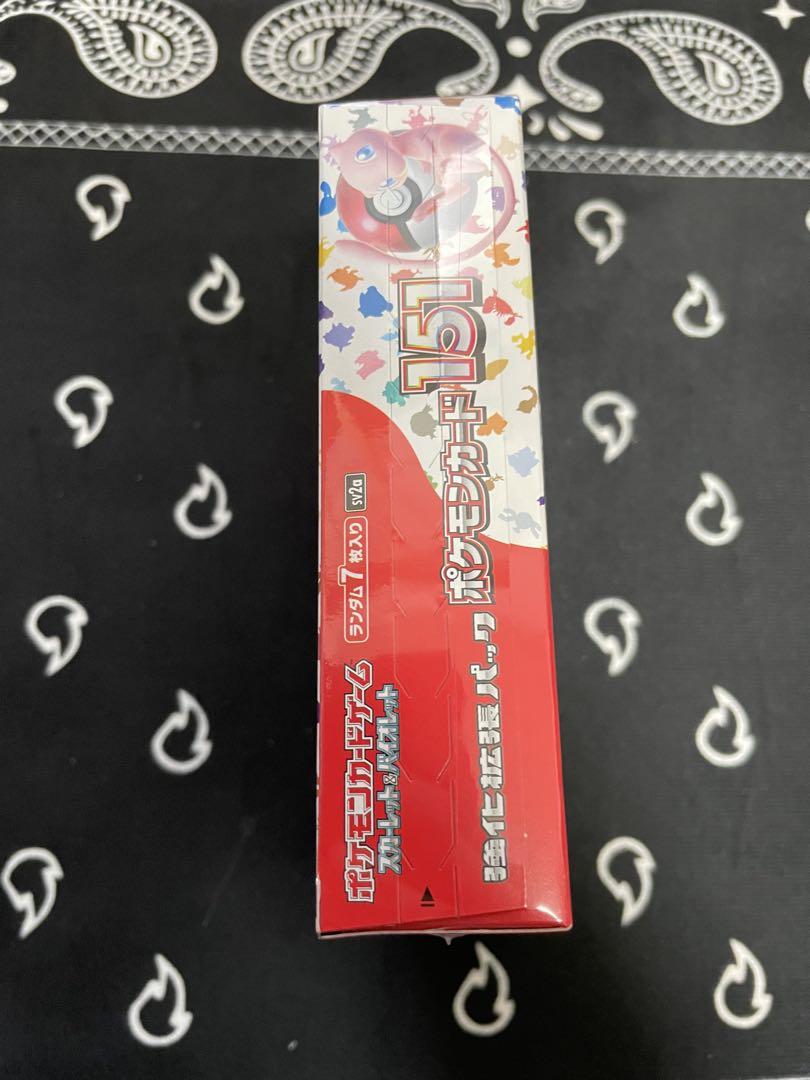 ポケモンカードゲーム
スカーレット&バイオレット
ランダム7枚入り
sv2a
強化拡張パック
ポケモンカード151